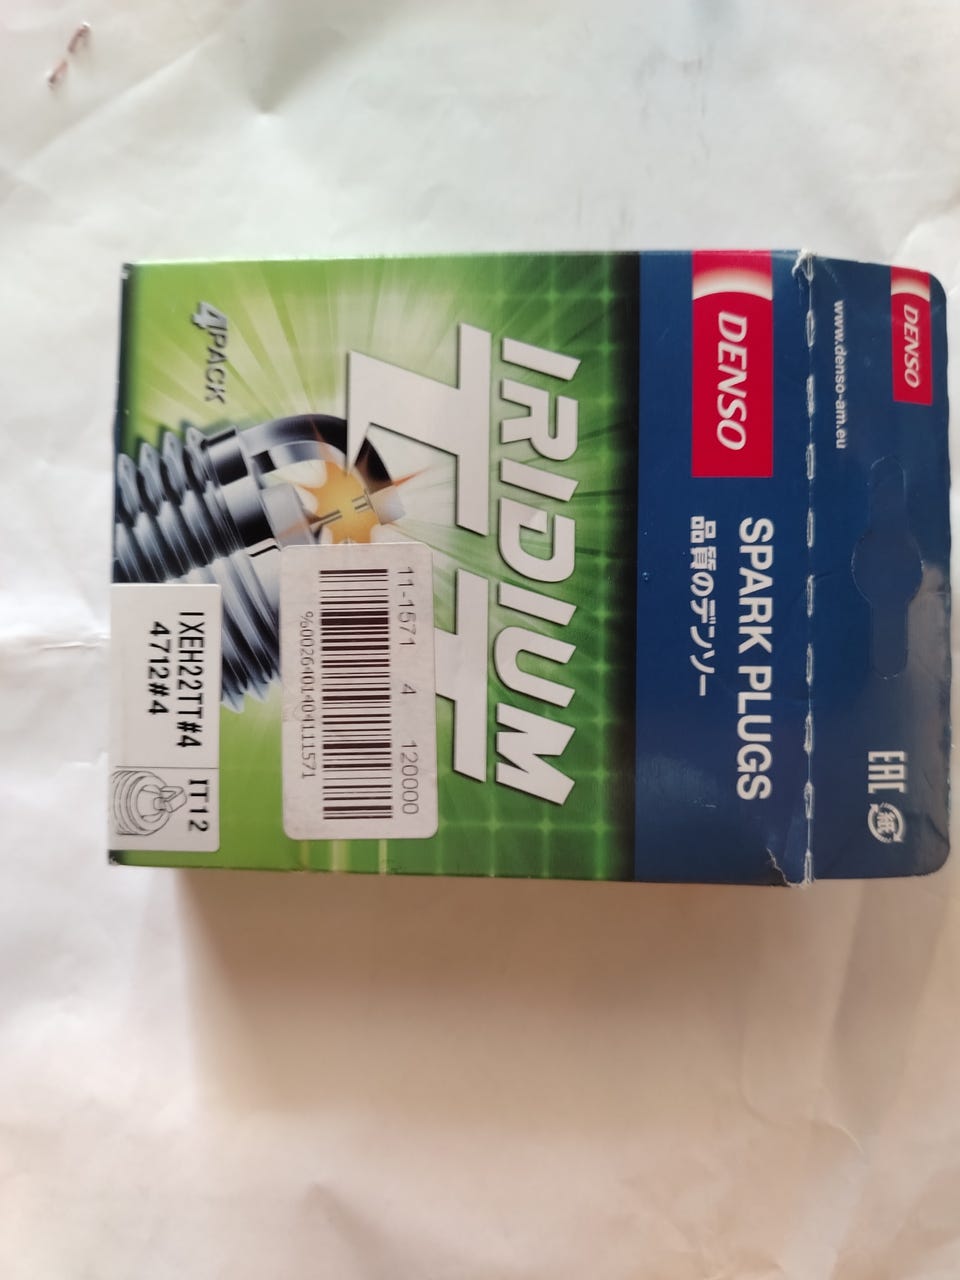 DENSO
www.denso-am.eu
EAC
紙
DENSO
SPARK PLUGS
品質のデンソー
IRIDIUM
TT
11-1571 4 120000
%0026401404111571
4PACK
IXEH22TT#4
4712#4
IT12